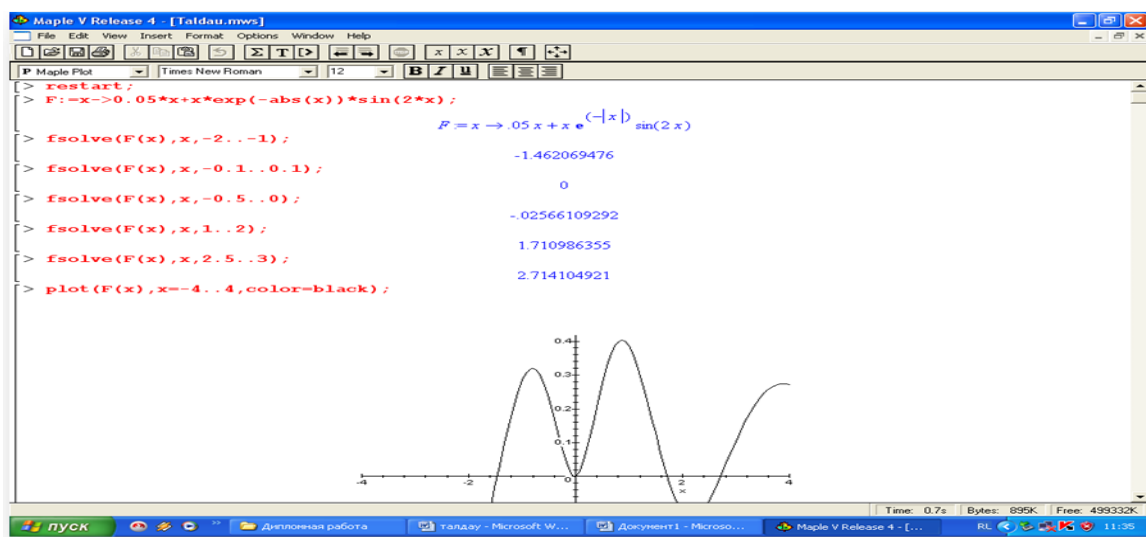 Maple V Release 4 - [Taldau.mws]
File Edit View Insert Format Options Window Help
Σ T [> x x x ¶
P Maple Plot Times New Roman 12 B I U
[> restart;
[> F:=x->0.05*x+x*exp(-abs(x))*sin(2*x);
F := x → .05 x + x e^(-|x|) sin(2 x)
[> fsolve(F(x),x,-2..-1);
-1.462069476
[> fsolve(F(x),x,-0.1..0.1);
0
[> fsolve(F(x),x,-0.5..0);
-.02566109292
[> fsolve(F(x),x,1..2);
1.710986355
[> fsolve(F(x),x,2.5..3);
2.714104921
[> plot(F(x),x=-4..4,color=black);
0.4
0.3
0.2
0.1
-4 -2 0 2 4
x
Time: 0.7s Bytes: 895K Free: 499332K
пуск » Дипломная работа талдау - Microsoft W... Документ1 - Microso... Maple V Release 4 - [... RL 11:35